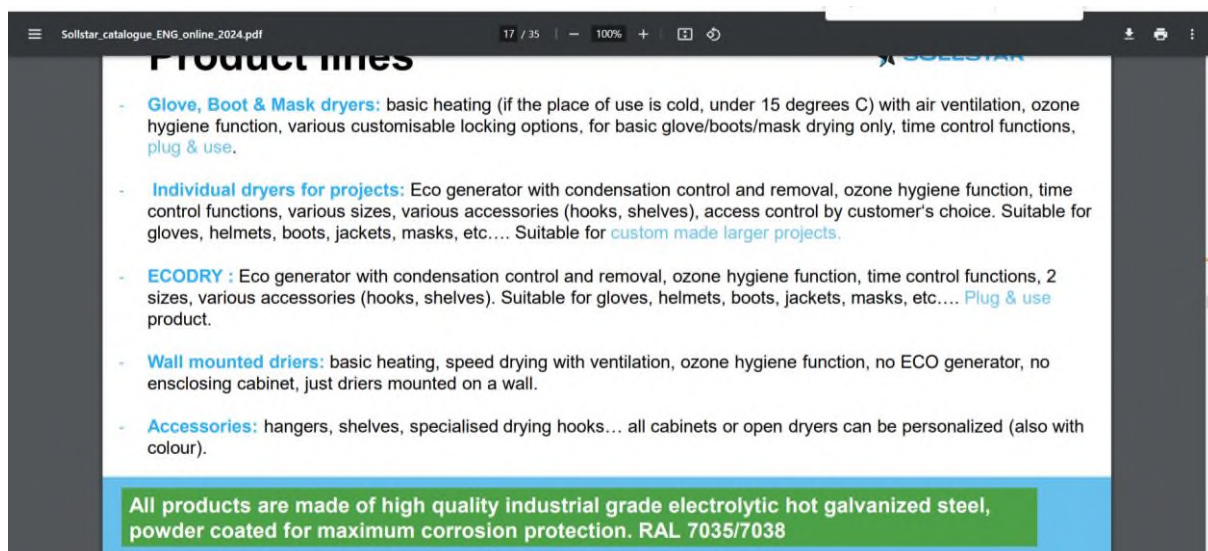 Sollstar_catalogue_ENG_online_2024.pdf
17 / 35
100%
Product lines
SOLLSTAR
- Glove, Boot & Mask dryers: basic heating (if the place of use is cold, under 15 degrees C) with air ventilation, ozone
hygiene function, various customisable locking options, for basic glove/boots/mask drying only, time control functions,
plug & use.
- Individual dryers for projects: Eco generator with condensation control and removal, ozone hygiene function, time
control functions, various sizes, various accessories (hooks, shelves), access control by customer's choice. Suitable for
gloves, helmets, boots, jackets, masks, etc.... Suitable for custom made larger projects.
- ECODRY : Eco generator with condensation control and removal, ozone hygiene function, time control functions, 2
sizes, various accessories (hooks, shelves). Suitable for gloves, helmets, boots, jackets, masks, etc.... Plug & use
product.
- Wall mounted driers: basic heating, speed drying with ventilation, ozone hygiene function, no ECO generator, no
ensclosing cabinet, just driers mounted on a wall.
- Accessories: hangers, shelves, specialised drying hooks... all cabinets or open dryers can be personalized (also with
colour).
All products are made of high quality industrial grade electrolytic hot galvanized steel,
powder coated for maximum corrosion protection. RAL 7035/7038